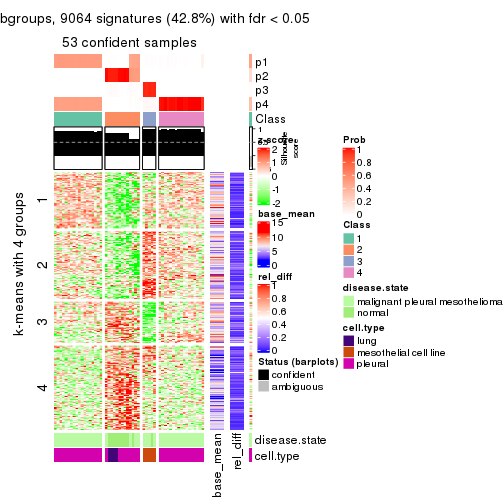 bgroups, 9064 signatures (42.8%) with fdr < 0.05
53 confident samples
p1
p2
p3
p4
Class
1
0
Silhouette
score
z-score
2
1
0
-1
-2
base_mean
15
10
5
0
rel_diff
1
0.8
0.6
0.4
0.2
0
Status (barplots)
confident
ambiguous
Prob
1
0.8
0.6
0.4
0.2
0
Class
1
2
3
4
disease.state
malignant pleural mesothelioma
normal
cell.type
lung
mesothelial cell line
pleural
k-means with 4 groups
1
2
3
4
disease.state
cell.type
base_mean
rel_diff